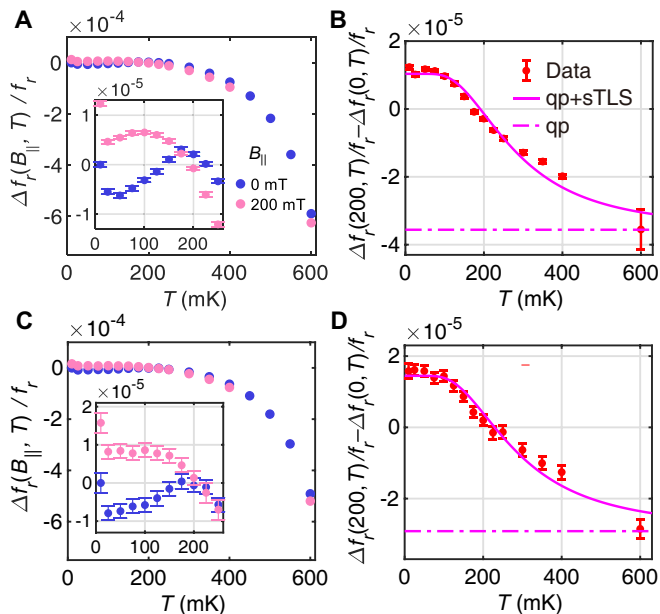 A
×10⁻⁴
0
-2
-4
-6
Δf_r(B_∥, T) / f_r
×10⁻⁵
1
0
-1
0 100 200
B_∥
0 mT
200 mT
0 200 400 600
T (mK)
B
×10⁻⁵
2
0
-2
-4
Δf_r(200, T)/f_r−Δf_r(0, T)/f_r
Data
qp+sTLS
qp
0 200 400 600
T (mK)
C
×10⁻⁴
0
-2
-4
-6
Δf_r(B_∥, T) / f_r
×10⁻⁵
2
1
0
-1
0 100 200
0 200 400 600
T (mK)
D
×10⁻⁵
2
0
-2
Δf_r(200, T)/f_r−Δf_r(0, T)/f_r
0 200 400 600
T (mK)